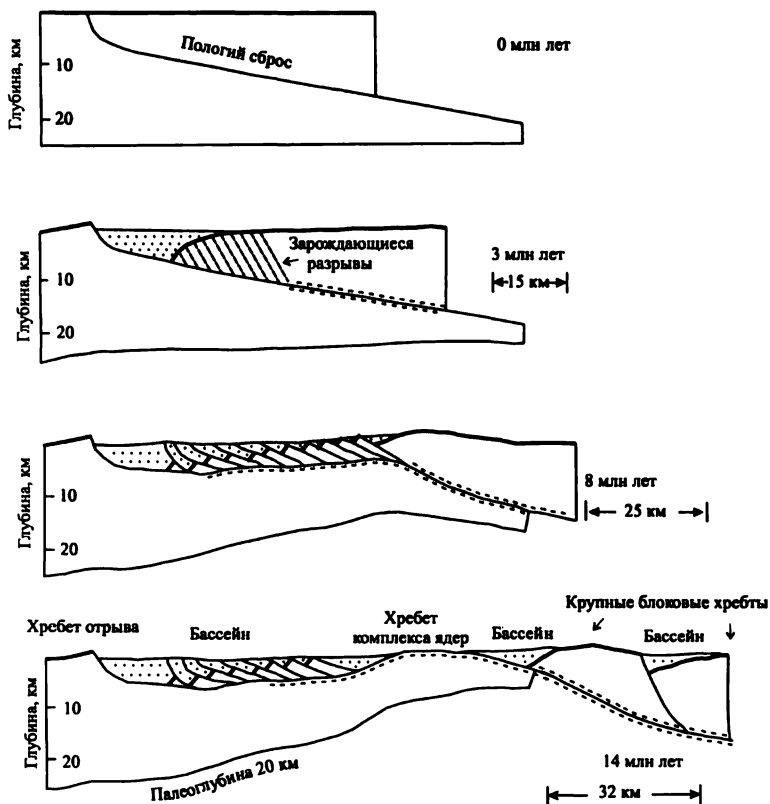 Глубина, км
10
20
Пологий сброс
0 млн лет
Глубина, км
10
20
Зарождающиеся
разрывы
3 млн лет
15 км
Глубина, км
10
20
8 млн лет
25 км
Хребет отрыва
Бассейн
Хребет
комплекса ядер
Бассейн
Крупные блоковые хребты
Бассейн
Глубина, км
10
20
Палеоглубина 20 км
14 млн лет
32 км